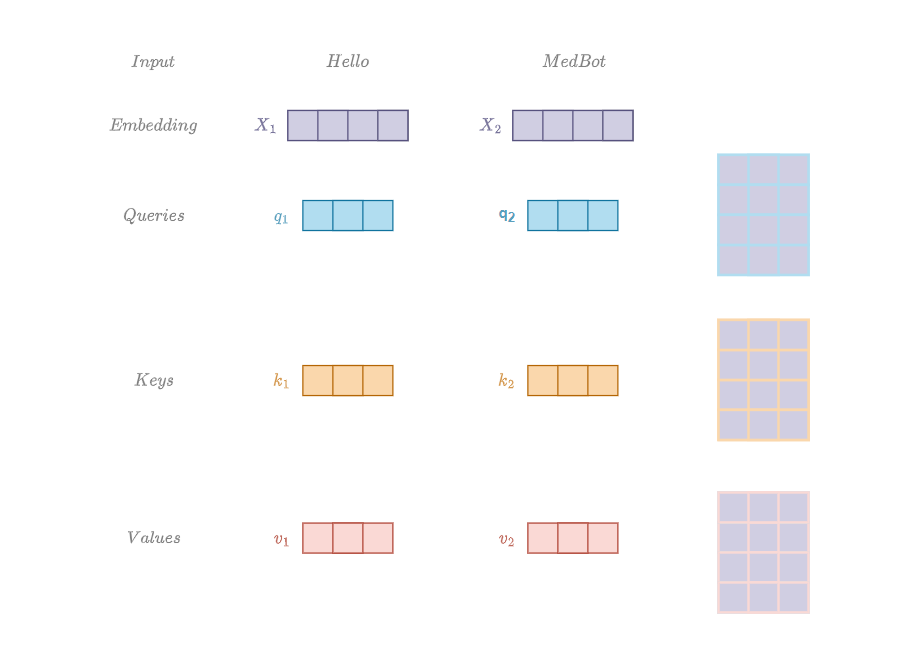 Input Hello MedBot
Embedding X₁ X₂
Queries q₁ q₂
Keys k₁ k₂
Values v₁ v₂